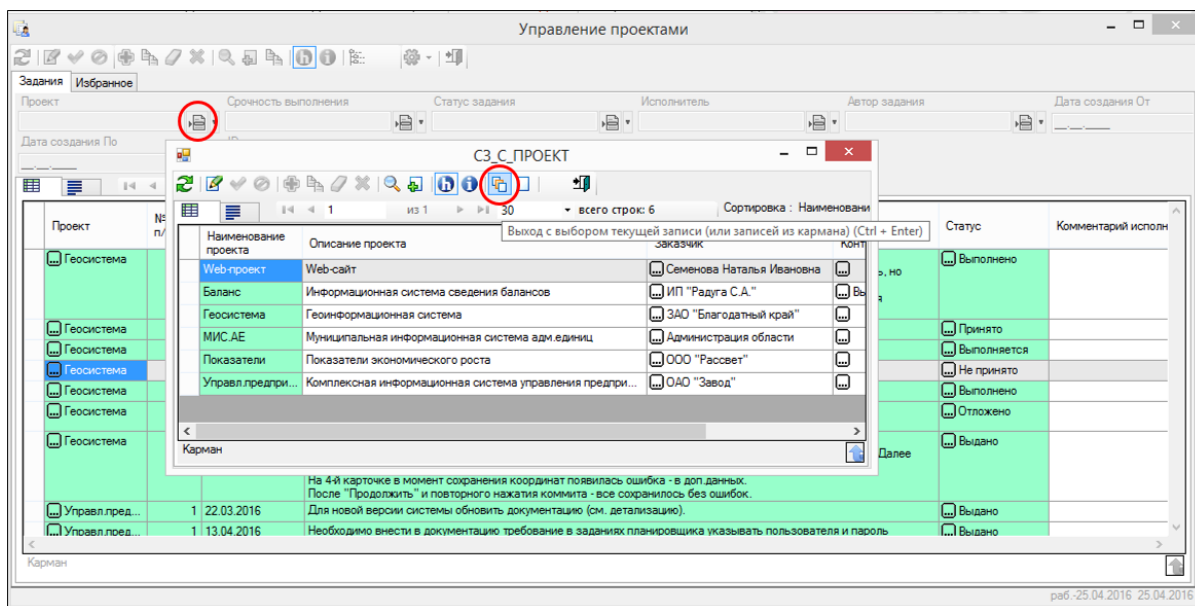 Управление проектами
Задания Избранное
Проект Срочность выполнения Статус задания Исполнитель Автор задания Дата создания От
Дата создания По
СЗ_С_ПРОЕКТ
1 из 1 30 всего строк: 6 Сортировка : Наименовани
Выход с выбором текущей записи (или записей из кармана) (Ctrl + Enter)
Наименование проекта Описание проекта Заказчик Конт
Web-проект Web-сайт Семенова Наталья Ивановна
Баланс Информационная система сведения балансов ИП "Радуга С.А." Вы
Геосистема Геоинформационная система ЗАО "Благодатный край"
МИС.АЕ Муниципальная информационная система адм.единиц Администрация области
Показатели Показатели экономического роста ООО "Рассвет"
Управл.предпри... Комплексная информационная система управления предпри... ОАО "Завод"
Карман
Проект № п/ Статус Комментарий исполн
Геосистема ь, но Выполнено
я
Геосистема Принято
Геосистема Выполняется
Геосистема Не принято
Геосистема Выполнено
Геосистема Отложено
Геосистема Далее Выдано
На 4й карточке в момент сохранения координат появилась ошибка - в доп.данных.
После "Продолжить" и повторного нажатия коммита - все сохранилось без ошибок.
Управл.пред... 1 22.03.2016 Для новой версии системы обновить документацию (см. детализацию). Выдано
Управл.пред... 1 13.04.2016 Необходимо внести в документацию требование в заданиях планировщика указывать пользователя и пароль Выдано
Карман
раб.-25.04.2016 25.04.2016